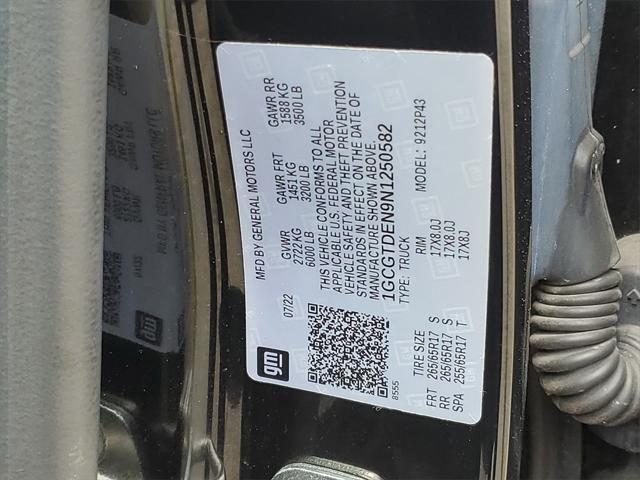 gm
MFD BY GENERAL MOTORS LLC
07/22
GVWR GAWR FRT GAWR RR
2722 KG 1451 KG 1588 KG
6000 LB 3200 LB 3500 LB
THIS VEHICLE CONFORMS TO ALL
APPLICABLE U.S. FEDERAL MOTOR
VEHICLE SAFETY AND THEFT PREVENTION
STANDARDS IN EFFECT ON THE DATE OF
MANUFACTURE SHOWN ABOVE.
1GCGTDEN9N1250582
8555 TYPE: TRUCK MODEL: 9212P43
TIRE SIZE RIM
FRT 265/65R17 S 17X8.0J
RR 265/65R17 S 17X8.0J
SPA 255/65R17 T 17X8J
gm